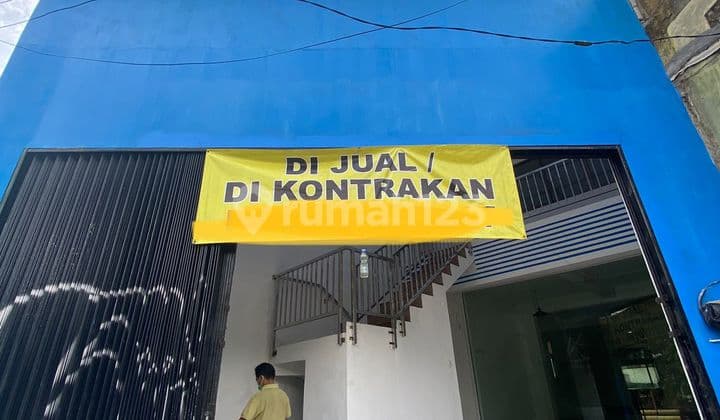 DI JUAL /
DI KONTRAKAN
rumah123